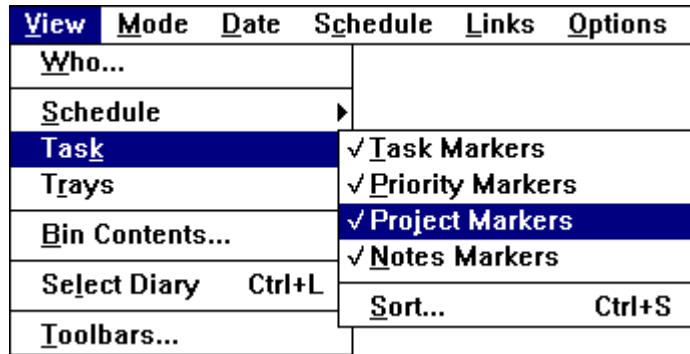 View Mode Date Schedule Links Options
Who...
Schedule
Task
Trays
Bin Contents...
Select Diary Ctrl+L
Toolbars...
Task Markers
Priority Markers
Project Markers
Notes Markers
Sort... Ctrl+S